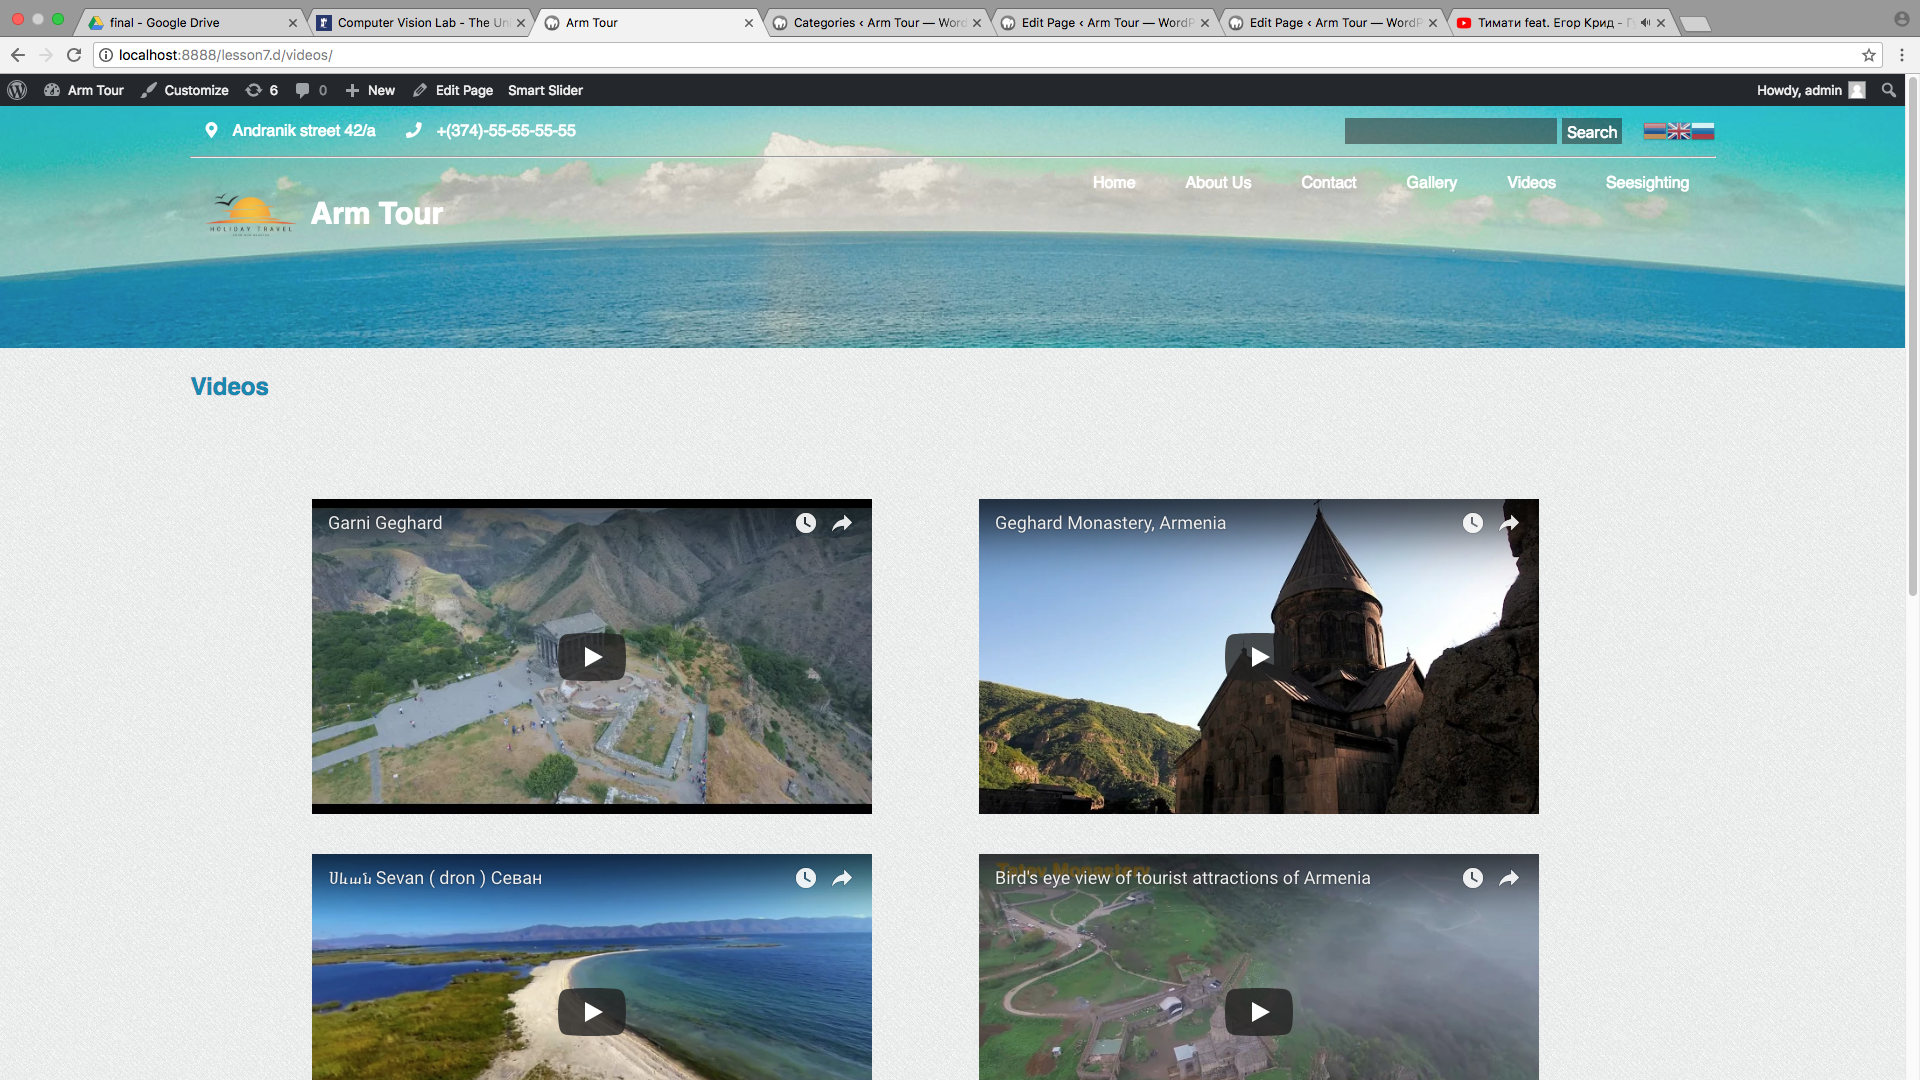 final - Google Drive
Computer Vision Lab - The Uni
Arm Tour
Categories ‹ Arm Tour — Word
Edit Page ‹ Arm Tour — WordP
Edit Page ‹ Arm Tour — WordP
Тимати feat. Егор Крид - Г
localhost:8888/lesson7.d/videos/
Arm Tour
Customize
6
0
New
Edit Page
Smart Slider
Howdy, admin
Andranik street 42/a
+(374)-55-55-55-55
Search
Home
About Us
Contact
Gallery
Videos
Seesighting
HOLIDAY TRAVEL
Arm Tour
Videos
Garni Geghard
Geghard Monastery, Armenia
Սևան Sevan ( dron ) Севан
Tatev Monastery
Bird's eye view of tourist attractions of Armenia